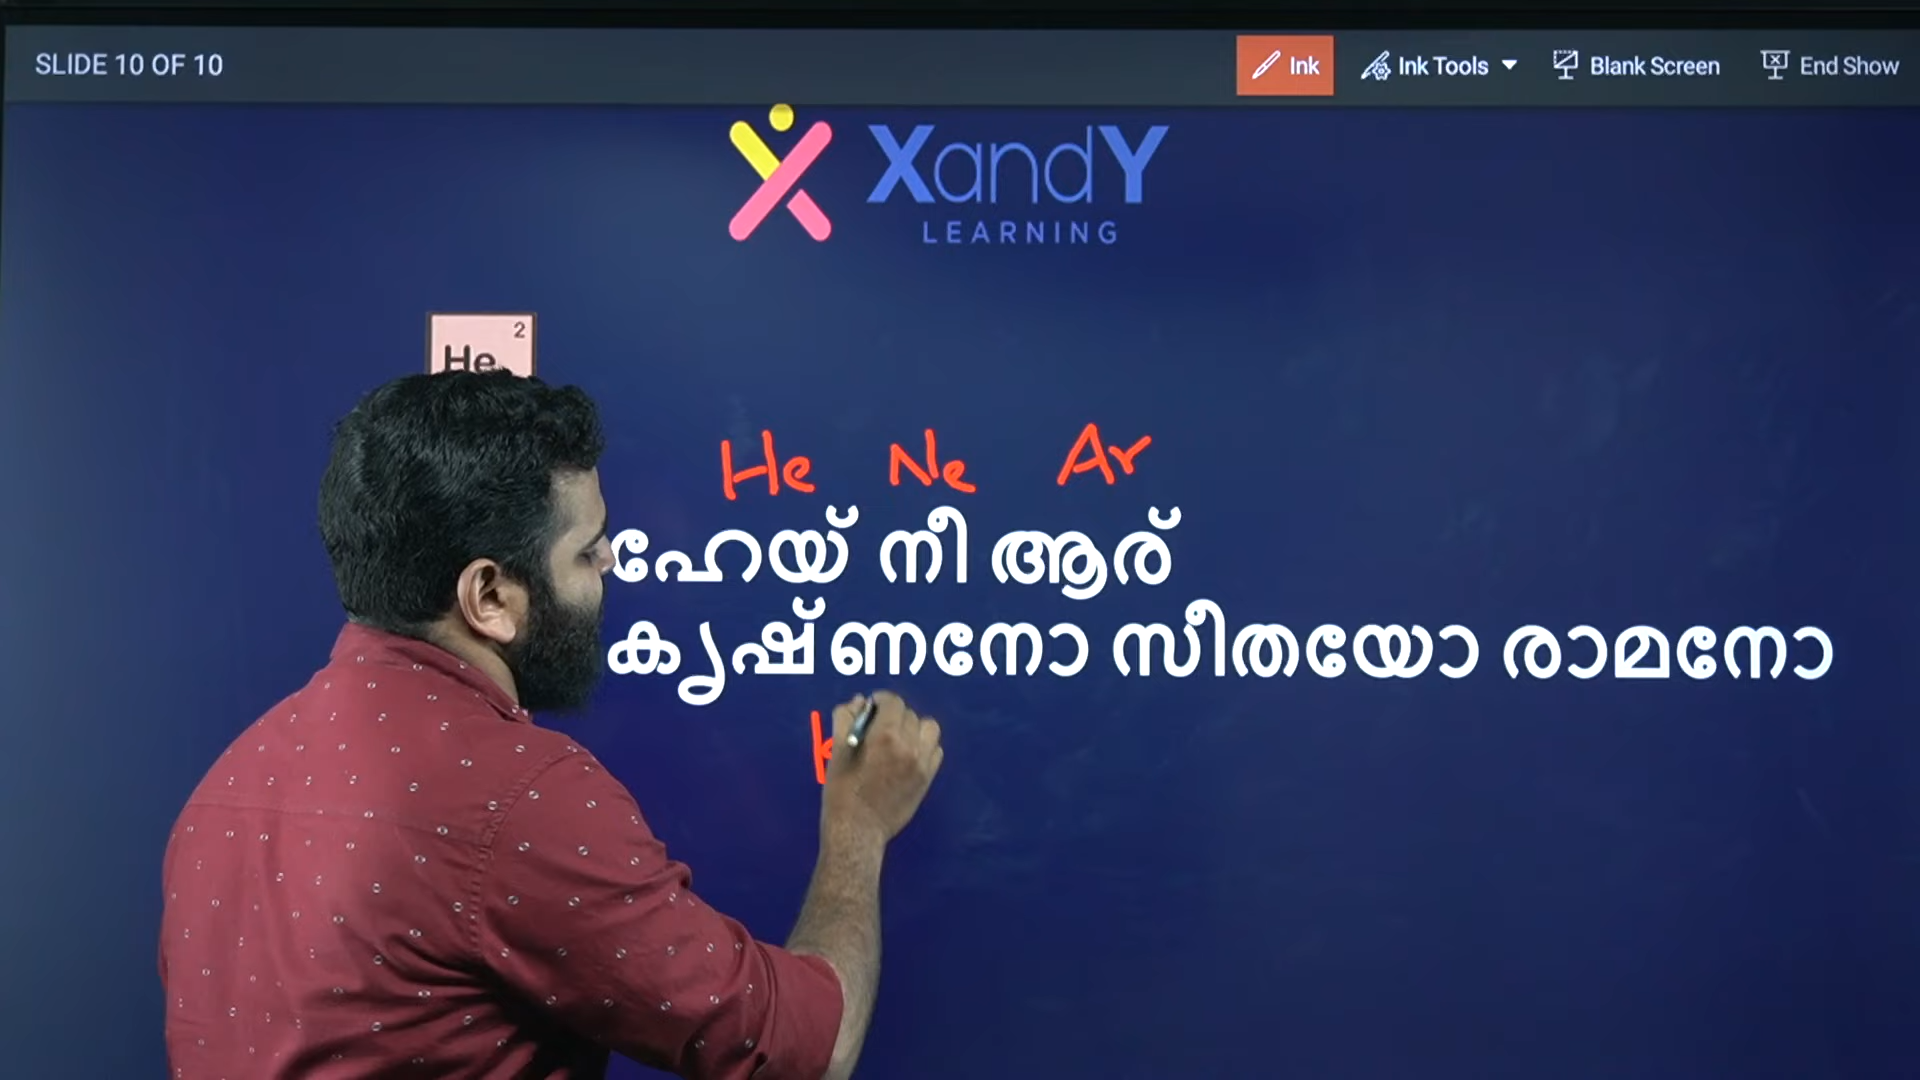 SLIDE 10 OF 10
Ink
Ink Tools
Blank Screen
End Show
XandY
LEARNING
2
He
He Ne Ar
ഹേയ് നീ ആര്
കൃഷ്ണനോ സീതയോ രാമനോ